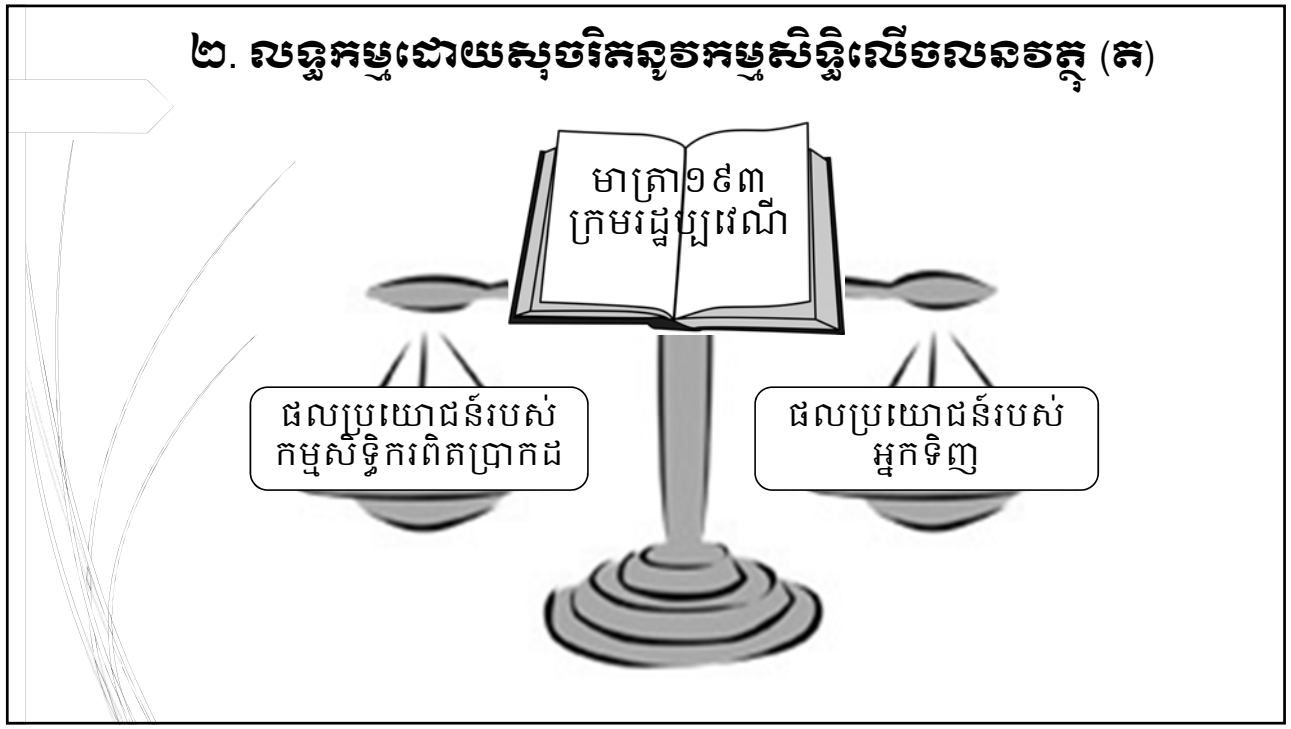 ២. លទ្ធកម្មដោយសុចរិតនូវកម្មសិទ្ធិលើចលនវត្ថុ (ត)
មាត្រា១៩៣
ក្រមរដ្ឋប្បវេណី
ផលប្រយោជន៍របស់
កម្មសិទ្ធិករពិតប្រាកដ
ផលប្រយោជន៍របស់
អ្នកទិញ